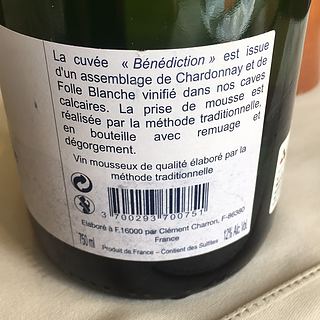 La cuvée « Bénédiction » est issue
d'un assemblage de Chardonnay et de
Folle Blanche vinifié dans nos caves
calcaires. La prise de mousse est
réalisée par la méthode traditionnelle,
en bouteille avec remuage et
dégorgement.
Vin mousseux de qualité élaboré par la
méthode traditionnelle
3 700293 700751
Elaboré à F.16000 par Clément Charron, F-86380
France
750 ml
12% Alc Vol.
Produit de France – Contient des Sulfites